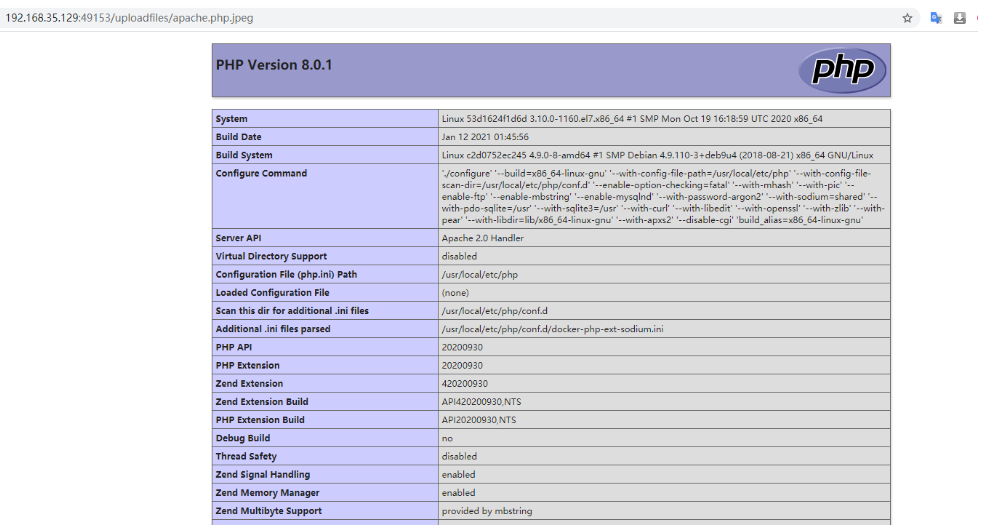 192.168.35.129:49153/uploadfiles/apache.php.jpeg
PHP Version 8.0.1
php
System Linux 53d1624f1d6d 3.10.0-1160.el7.x86_64 #1 SMP Mon Oct 19 16:18:59 UTC 2020 x86_64
Build Date Jan 12 2021 01:45:56
Build System Linux c2d0752ec245 4.9.0-8-amd64 #1 SMP Debian 4.9.110-3+deb9u4 (2018-08-21) x86_64 GNU/Linux
Configure Command './configure' '--build=x86_64-linux-gnu' '--with-config-file-path=/usr/local/etc/php' '--with-config-file-
scan-dir=/usr/local/etc/php/conf.d' '--enable-option-checking=fatal' '--with-mhash' '--with-pic' '--
enable-ftp' '--enable-mbstring' '--enable-mysqlnd' '--with-password-argon2' '--with-sodium=shared' '--
with-pdo-sqlite=/usr' '--with-sqlite3=/usr' '--with-curl' '--with-libedit' '--with-openssl' '--with-zlib' '--with-
pear' '--with-libdir=lib/x86_64-linux-gnu' '--with-apxs2' '--disable-cgi' 'build_alias=x86_64-linux-gnu'
Server API Apache 2.0 Handler
Virtual Directory Support disabled
Configuration File (php.ini) Path /usr/local/etc/php
Loaded Configuration File (none)
Scan this dir for additional .ini files /usr/local/etc/php/conf.d
Additional .ini files parsed /usr/local/etc/php/conf.d/docker-php-ext-sodium.ini
PHP API 20200930
PHP Extension 20200930
Zend Extension 420200930
Zend Extension Build API420200930,NTS
PHP Extension Build API20200930,NTS
Debug Build no
Thread Safety disabled
Zend Signal Handling enabled
Zend Memory Manager enabled
Zend Multibyte Support provided by mbstring